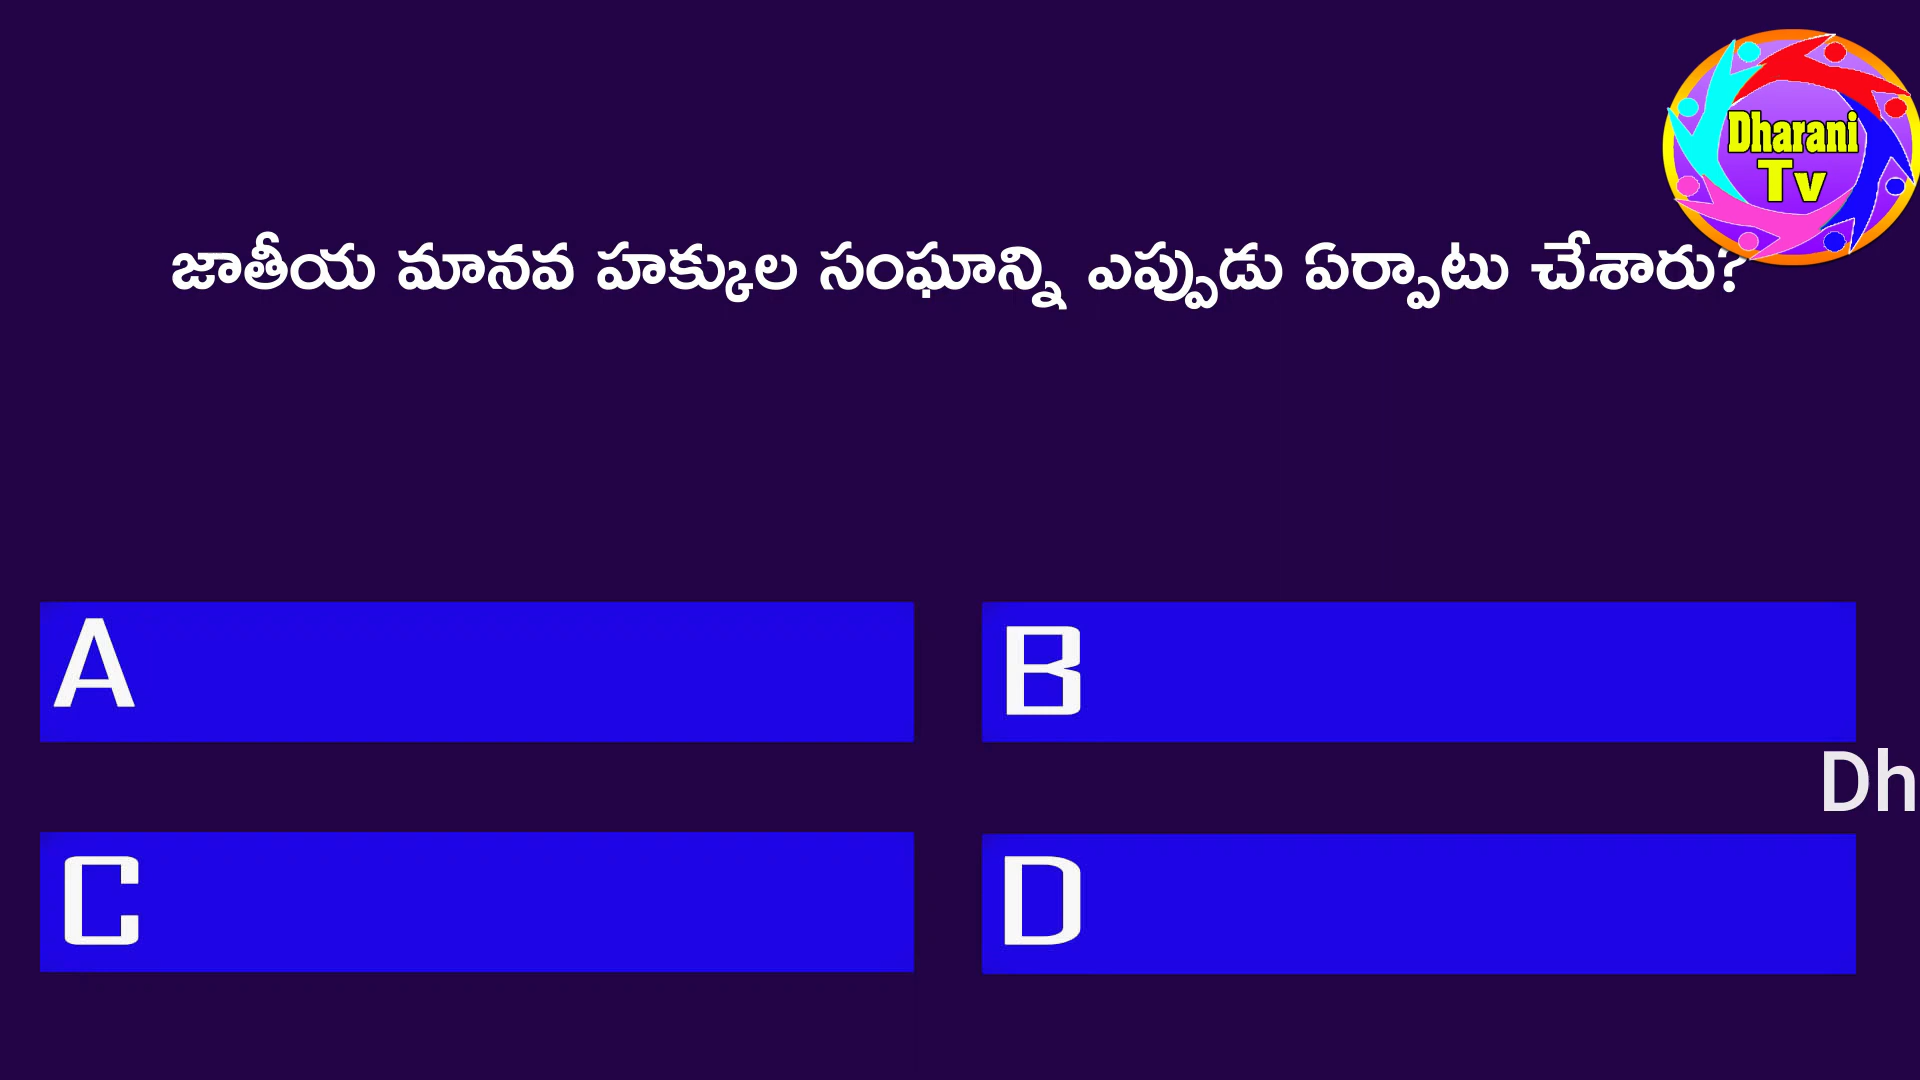 Dharani
Tv
జాతీయ మానవ హక్కుల సంఘాన్ని ఎప్పుడు ఏర్పాటు చేశారు?
A
B
Dh
C
D